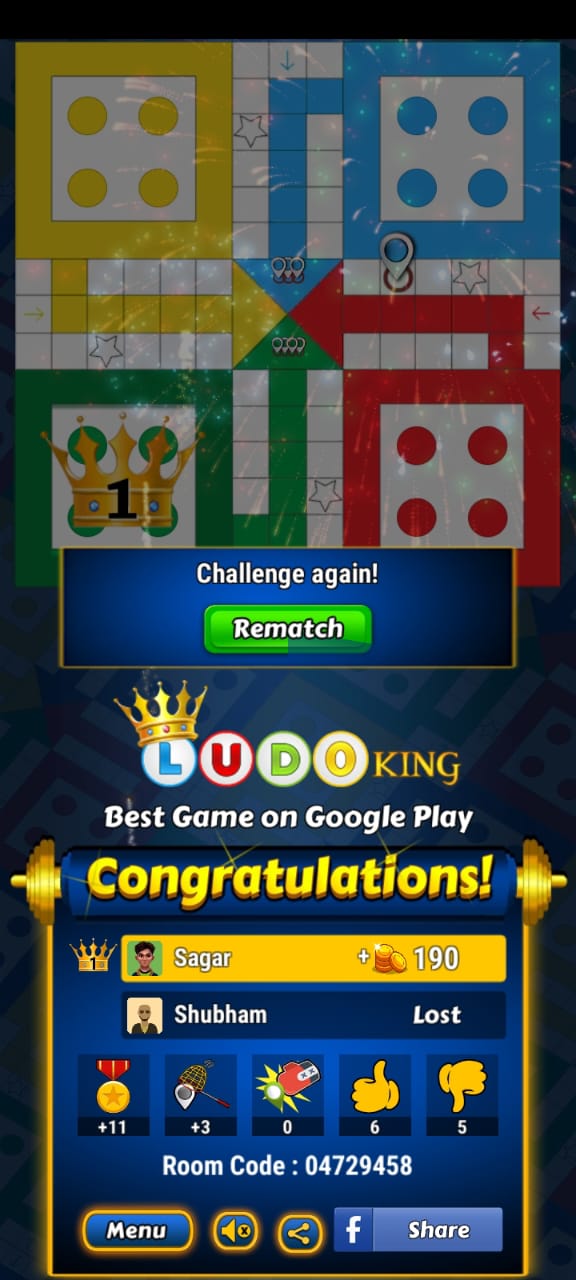 1
Challenge again!
Rematch
LUDO KING
Best Game on Google Play
Congratulations!
1 Sagar + 190
Shubham Lost
+11 +3 0 6 5
Room Code : 04729458
Menu f Share